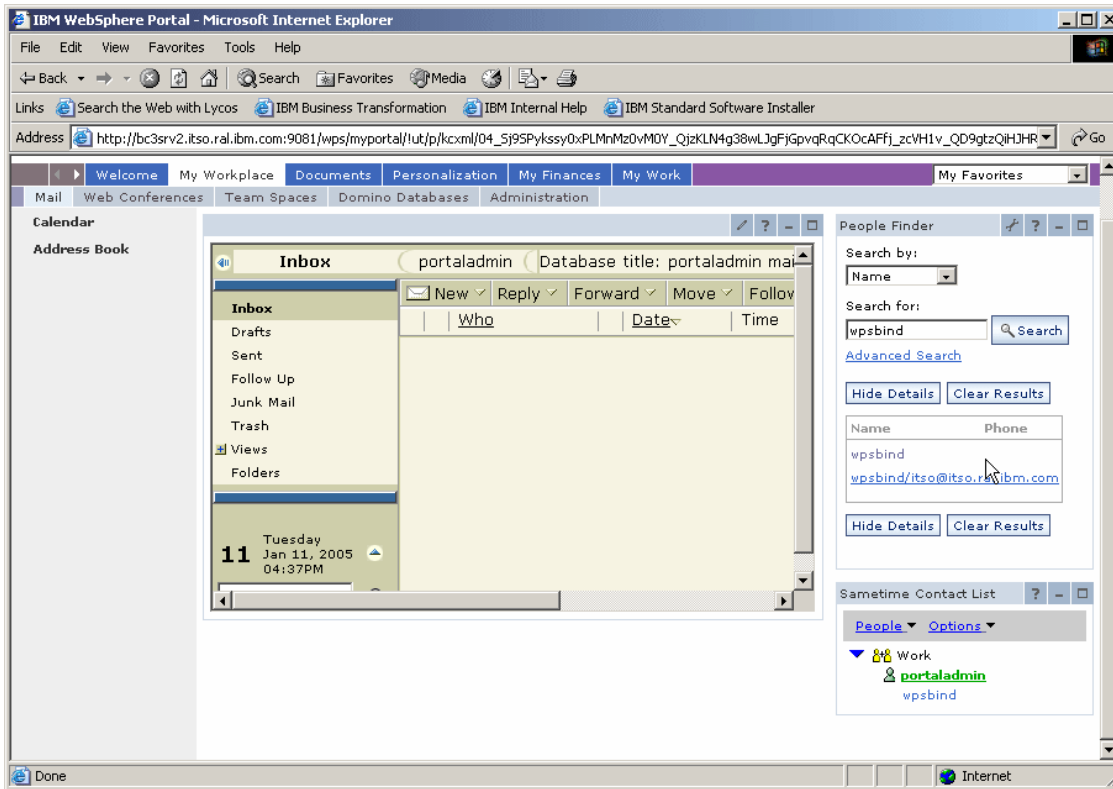 IBM WebSphere Portal - Microsoft Internet Explorer
File Edit View Favorites Tools Help
Back Search Favorites Media
Links Search the Web with Lycos IBM Business Transformation IBM Internal Help IBM Standard Software Installer
Address http://bc3srv2.itso.ral.ibm.com:9081/wps/myportal/!ut/p/kcxml/04_Sj9SPykssy0xPLMnMz0vM0Y_QjzKLN4g38wLJgFjGpvqRqCKOcAFfj_zcVH1v_QD9gtzQiHJHR Go
Welcome My Workplace Documents Personalization My Finances My Work My Favorites
Mail Web Conferences Team Spaces Domino Databases Administration
Calendar
Address Book
Inbox portaladmin Database title: portaladmin mai
New Reply Forward Move Follow
Who Date Time
Inbox
Drafts
Sent
Follow Up
Junk Mail
Trash
Views
Folders
11 Tuesday
Jan 11, 2005
04:37PM
People Finder ?
Search by:
Name
Search for:
wpsbind Search
Advanced Search
Hide Details Clear Results
Name Phone
wpsbind
wpsbind/itso@itso.ral.ibm.com
Hide Details Clear Results
Sametime Contact List ?
People Options
Work
portaladmin
wpsbind
Done Internet